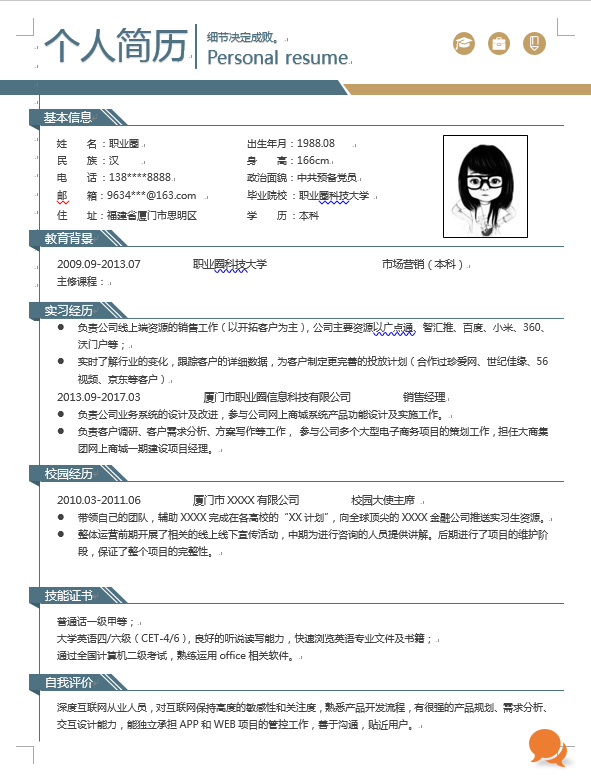 个人简历
细节决定成败。
Personal resume
基本信息
姓 名：职业圈 出生年月：1988.08
民 族：汉 身 高：166cm
电 话：138****8888 政治面貌：中共预备党员
邮 箱：9634***@163.com 毕业院校：职业圈科技大学
住 址：福建省厦门市思明区 学 历：本科
教育背景
2009.09-2013.07 职业圈科技大学 市场营销（本科）
主修课程：
实习经历
● 负责公司线上端资源的销售工作（以开拓客户为主），公司主要资源以广点通、智汇推、百度、小米、360、
沃门户等；
● 实时了解行业的变化，跟踪客户的详细数据，为客户制定更完善的投放计划（合作过珍爱网、世纪佳缘、56
视频、京东等客户）
2013.09-2017.03 厦门市职业圈信息科技有限公司 销售经理
● 负责公司业务系统的设计及改进，参与公司网上商城系统产品功能设计及实施工作。
● 负责客户调研、客户需求分析、方案写作等工作， 参与公司多个大型电子商务项目的策划工作，担任大商集
团网上商城一期建设项目经理。
校园经历
2010.03-2011.06 厦门市 XXXX 有限公司 校园大使主席
● 带领自己的团队，辅助 XXXX 完成在各高校的“XX 计划”，向全球顶尖的 XXXX 金融公司推送实习生资源。
● 整体运营前期开展了相关的线上线下宣传活动，中期为进行咨询的人员提供讲解。后期进行了项目的维护阶
段，保证了整个项目的完整性。
技能证书
普通话一级甲等；
大学英语四/六级（CET-4/6），良好的听说读写能力，快速浏览英语专业文件及书籍；
通过全国计算机二级考试，熟练运用 office 相关软件。
自我评价
深度互联网从业人员，对互联网保持高度的敏感性和关注度，熟悉产品开发流程，有很强的产品规划、需求分析、
交互设计能力，能独立承担 APP 和 WEB 项目的管控工作，善于沟通，贴近用户。